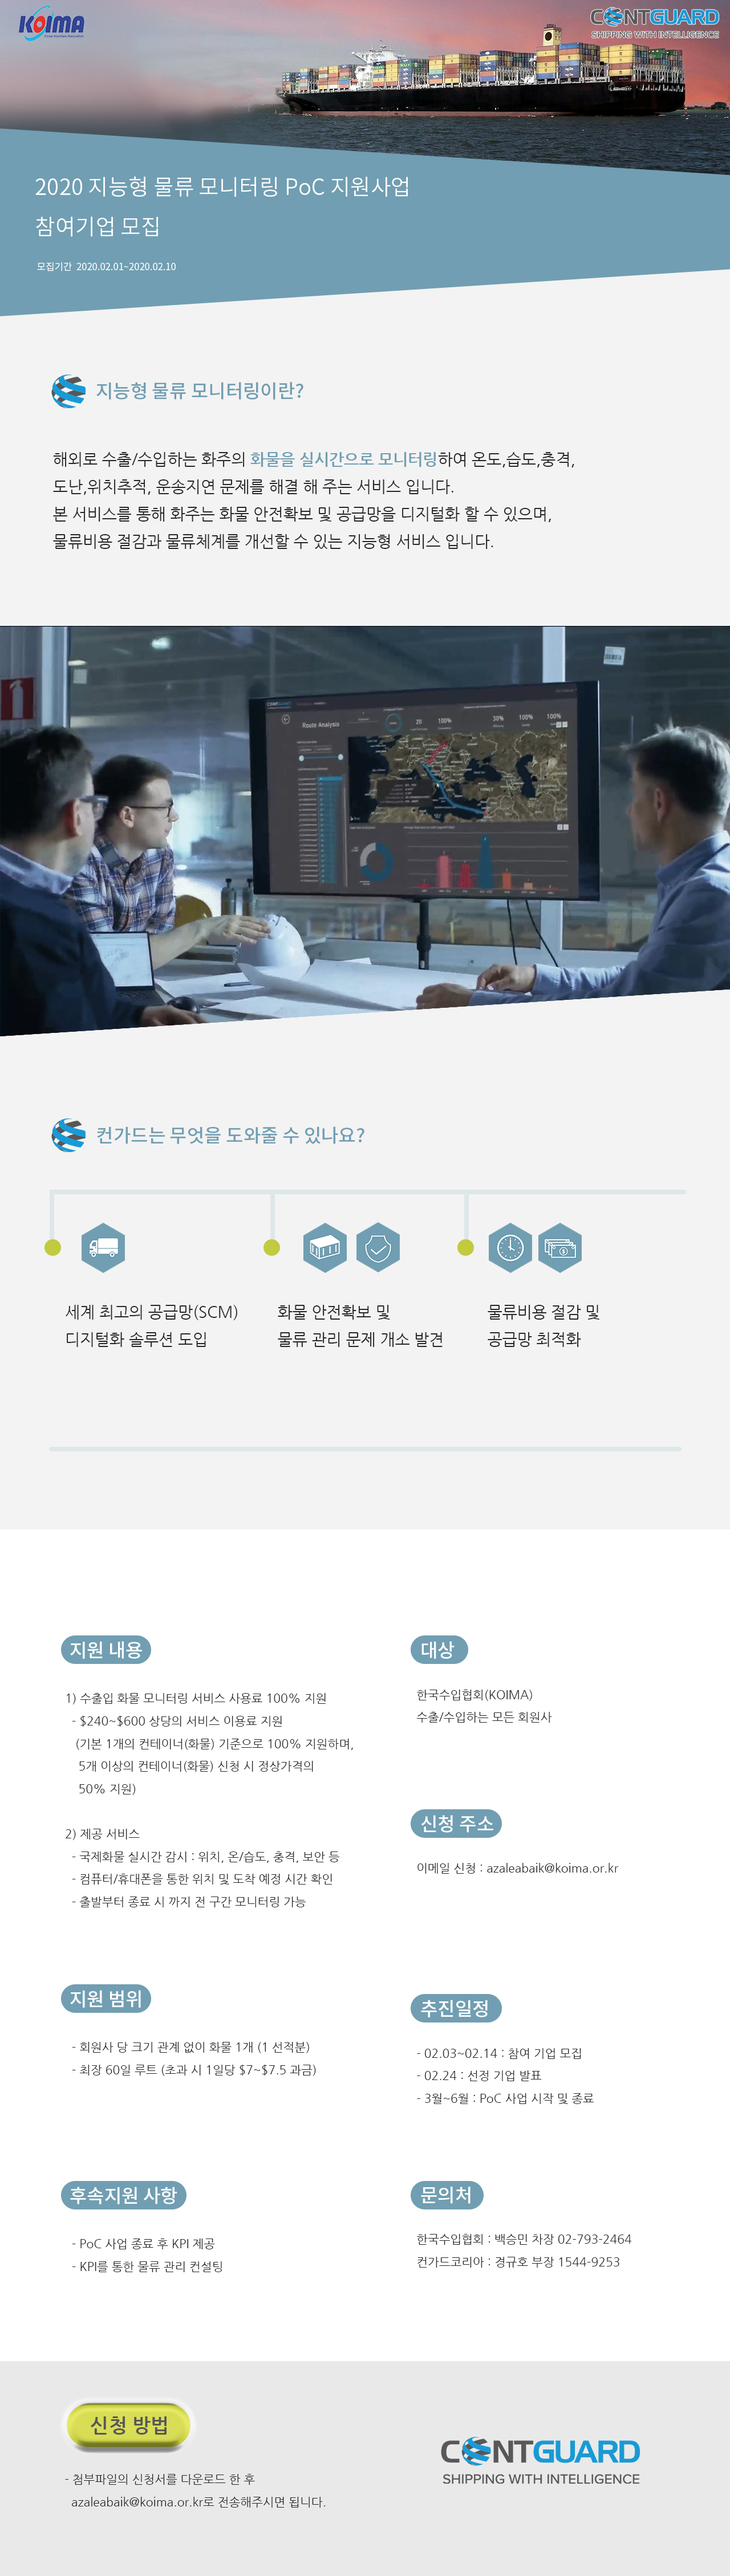 KOIMA
CONTGUARD
SHIPPING WITH INTELLIGENCE
2020 지능형 물류 모니터링 PoC 지원사업
참여기업 모집
모집기간 2020.02.01~2020.02.10
지능형 물류 모니터링이란?
해외로 수출/수입하는 화주의 화물을 실시간으로 모니터링하여 온도,습도,충격,
도난,위치추적, 운송지연 문제를 해결 해 주는 서비스 입니다.
본 서비스를 통해 화주는 화물 안전확보 및 공급망을 디지털화 할 수 있으며,
물류비용 절감과 물류체계를 개선할 수 있는 지능형 서비스 입니다.
Route Analysis
컨가드는 무엇을 도와줄 수 있나요?
세계 최고의 공급망(SCM)
디지털화 솔루션 도입
화물 안전확보 및
물류 관리 문제 개소 발견
물류비용 절감 및
공급망 최적화
지원 내용
1) 수출입 화물 모니터링 서비스 사용료 100% 지원
- $240~$600 상당의 서비스 이용료 지원
(기본 1개의 컨테이너(화물) 기준으로 100% 지원하며,
5개 이상의 컨테이너(화물) 신청 시 정상가격의
50% 지원)
2) 제공 서비스
- 국제화물 실시간 감시 : 위치, 온/습도, 충격, 보안 등
- 컴퓨터/휴대폰을 통한 위치 및 도착 예정 시간 확인
- 출발부터 종료 시 까지 전 구간 모니터링 가능
대상
한국수입협회(KOIMA)
수출/수입하는 모든 회원사
신청 주소
이메일 신청 : azaleabaik@koima.or.kr
지원 범위
- 회원사 당 크기 관계 없이 화물 1개 (1 선적분)
- 최장 60일 루트 (초과 시 1일당 $7~$7.5 과금)
추진일정
- 02.03~02.14 : 참여 기업 모집
- 02.24 : 선정 기업 발표
- 3월~6월 : PoC 사업 시작 및 종료
후속지원 사항
- PoC 사업 종료 후 KPI 제공
- KPI를 통한 물류 관리 컨설팅
문의처
한국수입협회 : 백승민 차장 02-793-2464
컨가드코리아 : 경규호 부장 1544-9253
신청 방법
- 첨부파일의 신청서를 다운로드 한 후
azaleabaik@koima.or.kr로 전송해주시면 됩니다.
CONTGUARD
SHIPPING WITH INTELLIGENCE